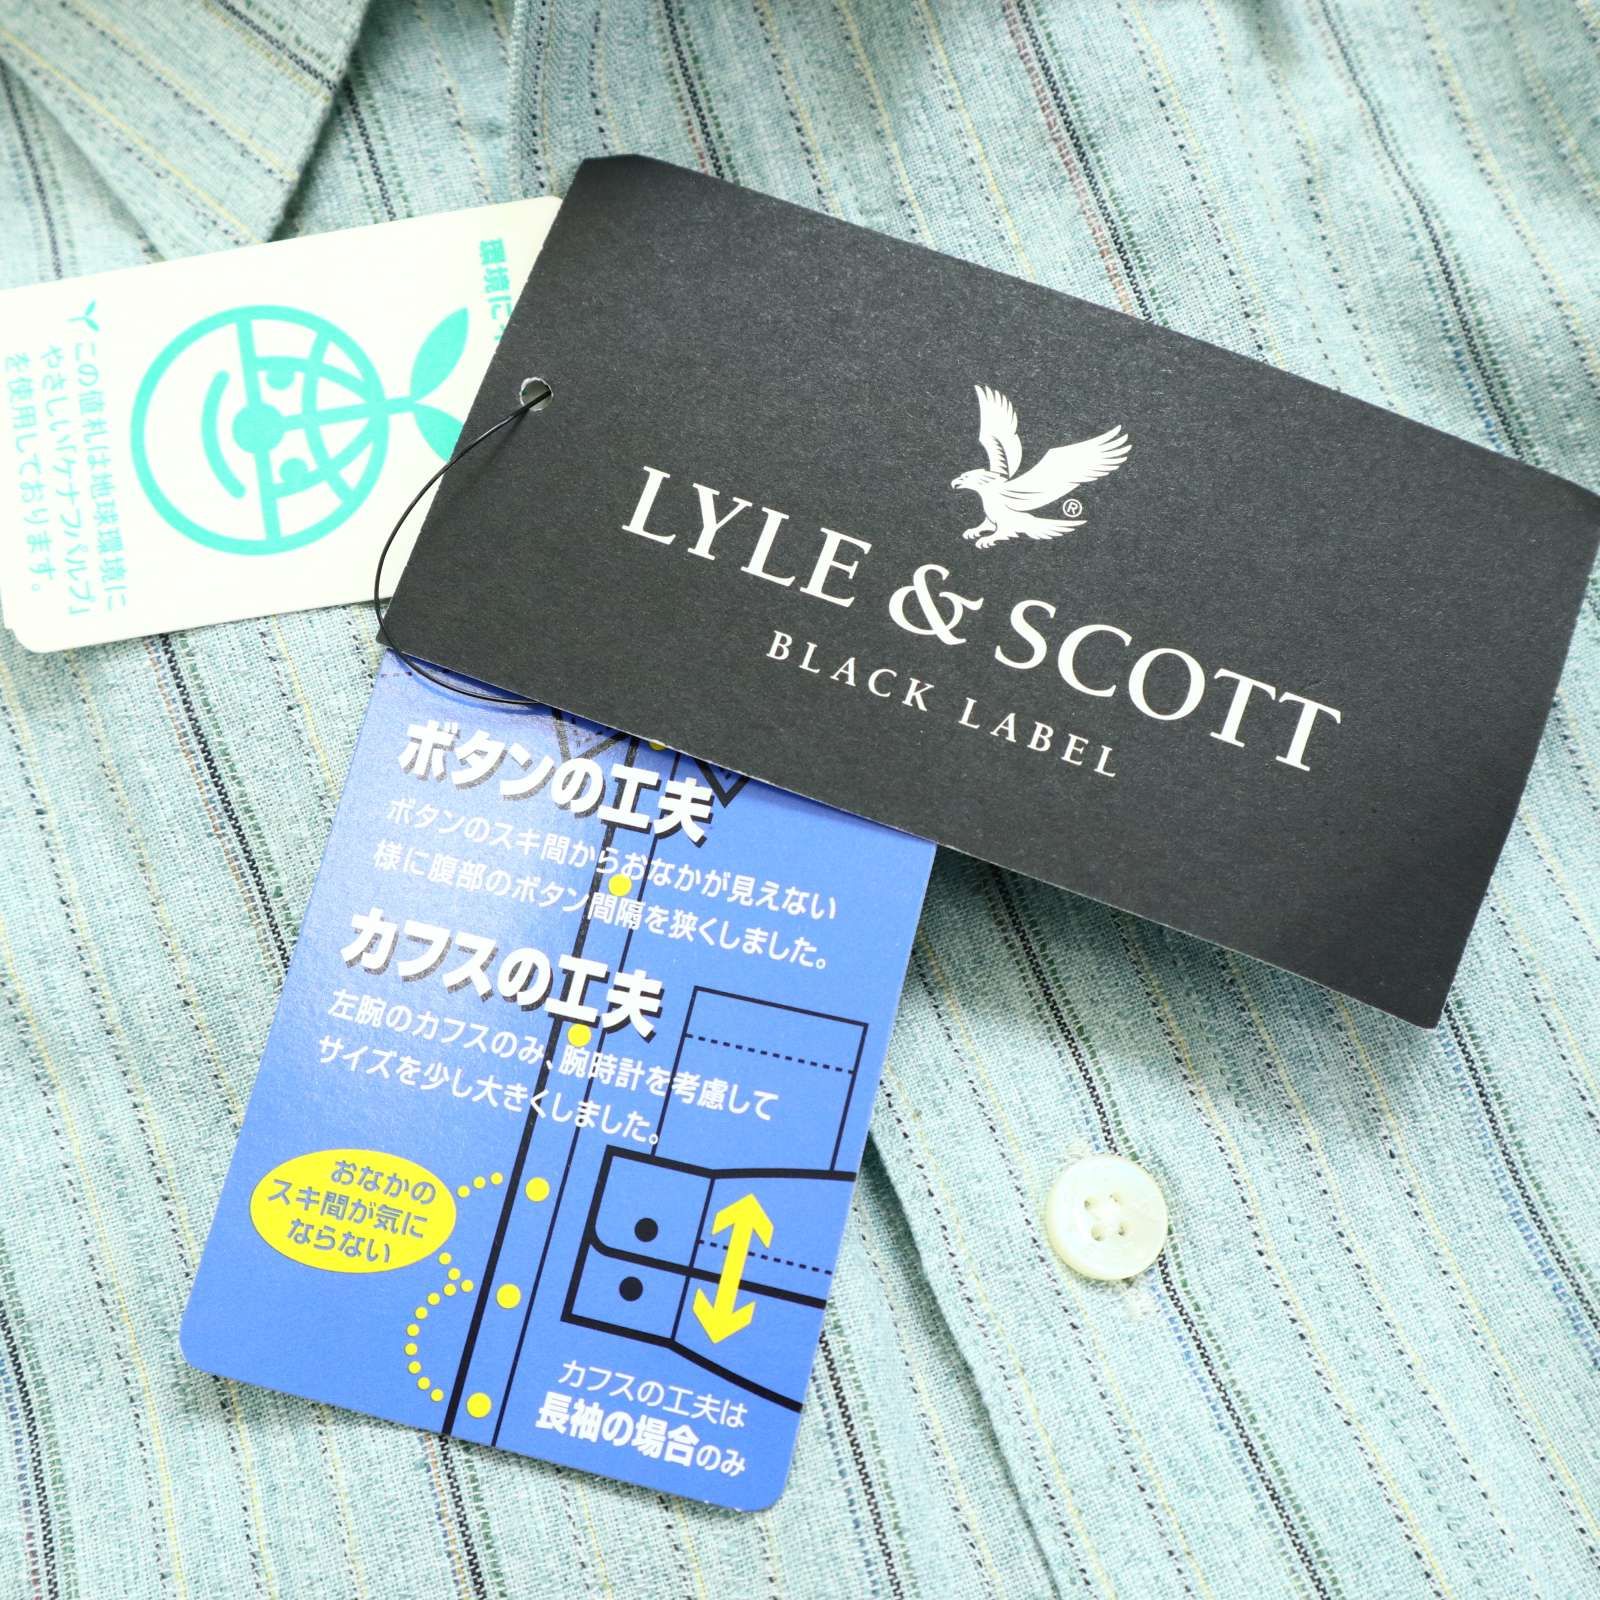 環境に
この値札は地球環境に
やさしい「ケナフパルプ」
を使用しております。
LYLE & SCOTT
®
BLACK LABEL
ボタンの工夫
ボタンのスキ間からおなかが見えない
様に腹部のボタン間隔を狭くしました。
カフスの工夫
左腕のカフスのみ、腕時計を考慮して
サイズを少し大きくしました。
おなかの
スキ間が気に
ならない
カフスの工夫は
長袖の場合のみ